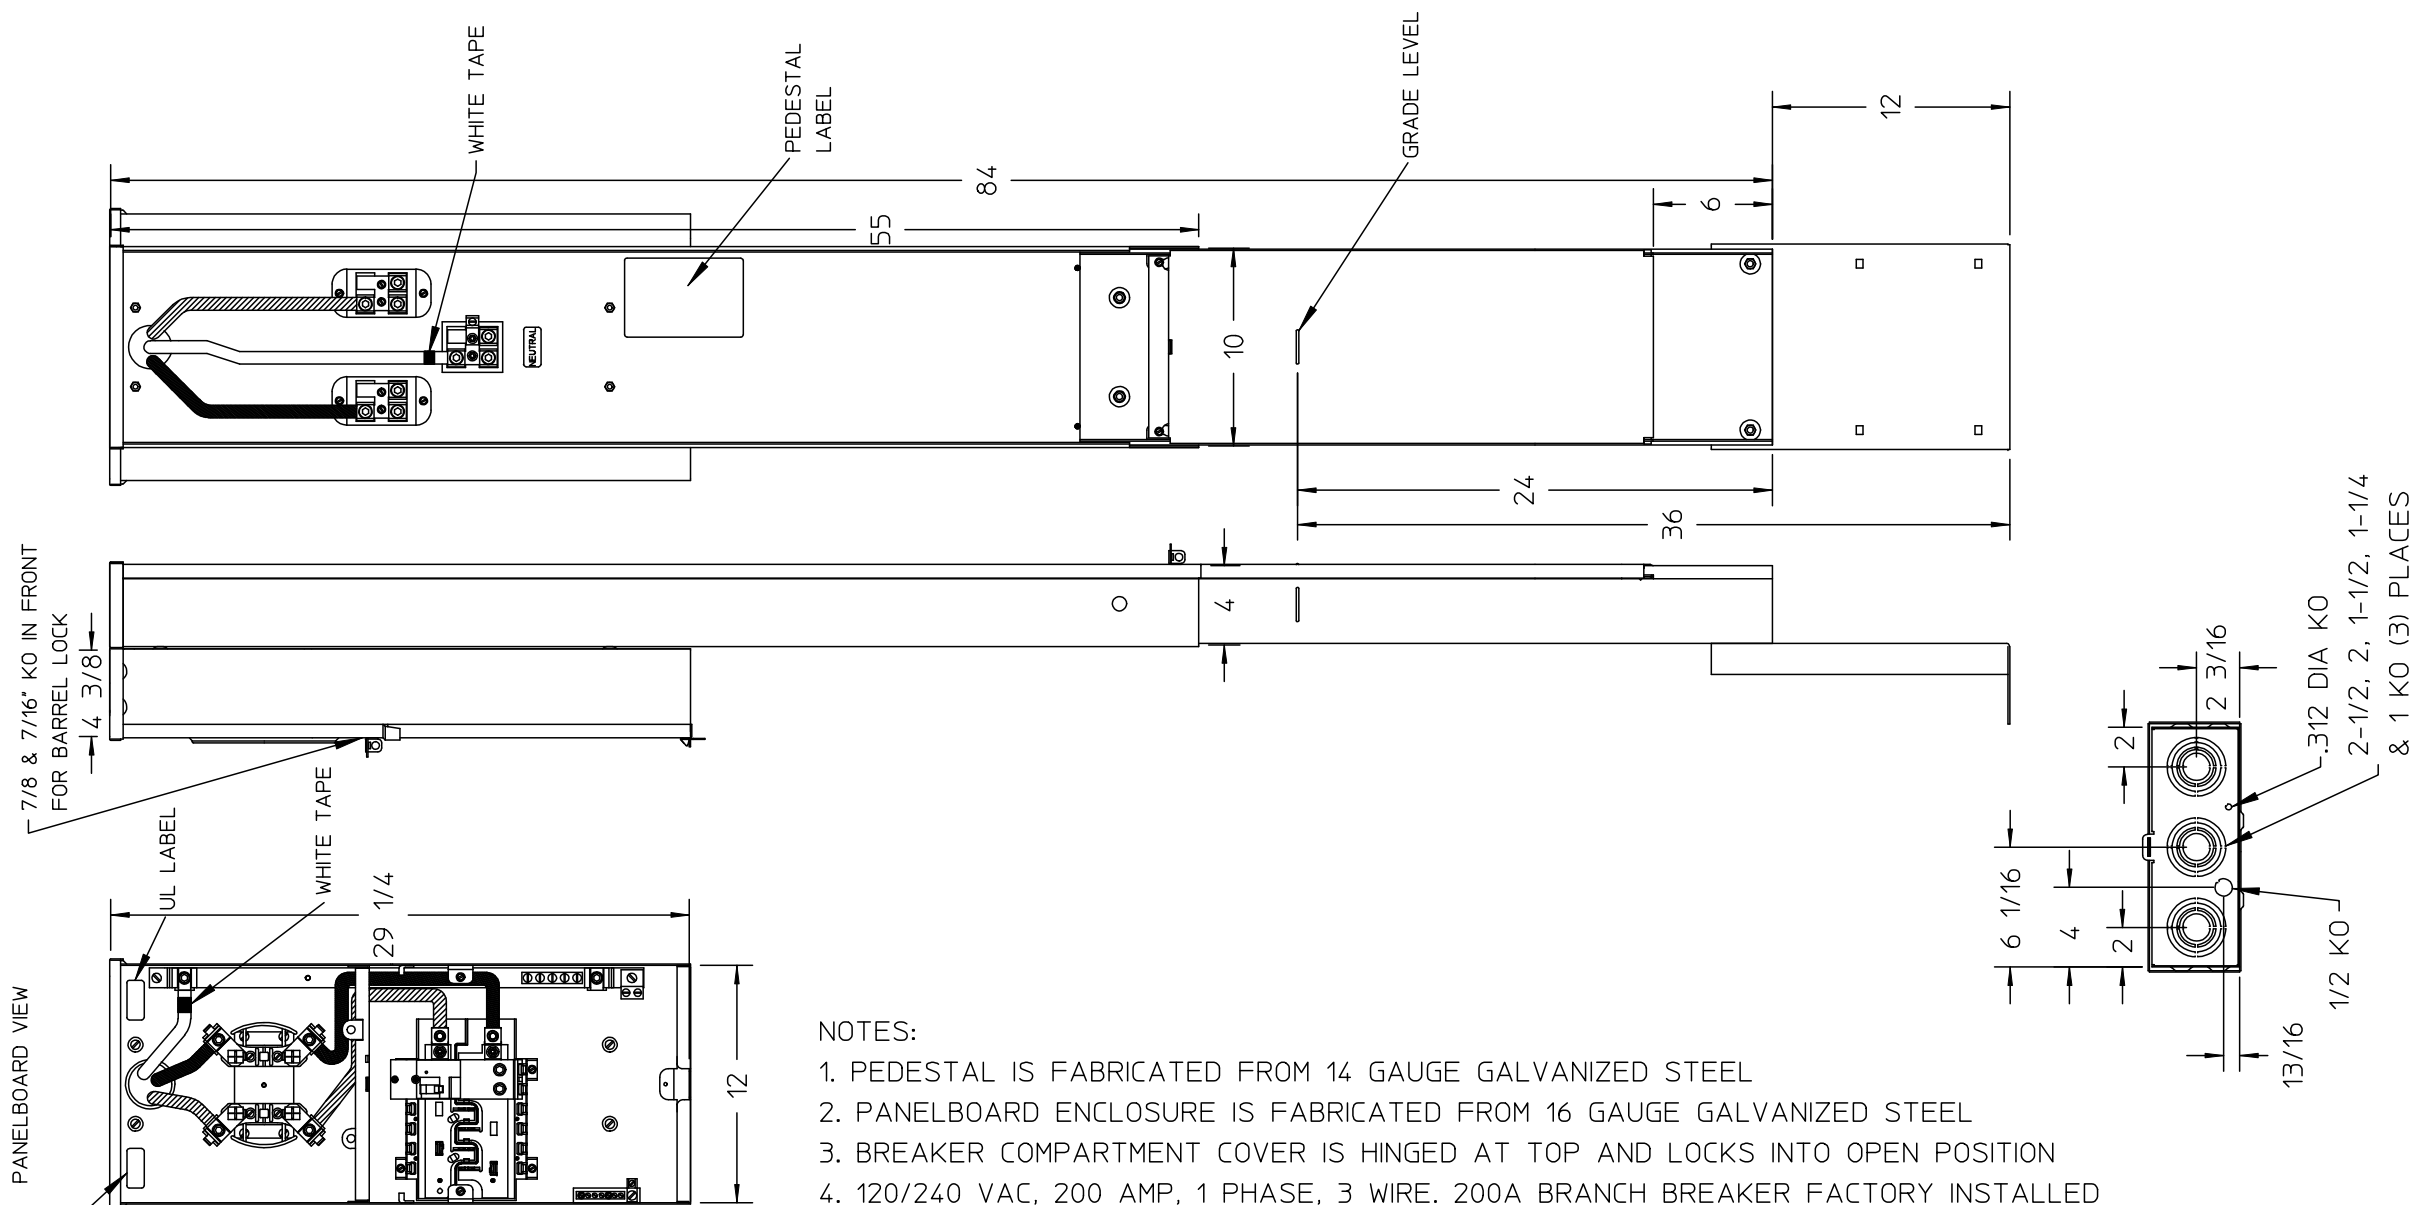 WHITE TAPE
PEDESTAL
LABEL
GRADE LEVEL
12
84
55
6
NEUTRAL
10
24
36
7/8 & 7/16" KO IN FRONT
FOR BARREL LOCK
4 3/8
4
UL LABEL
WHITE TAPE
29 1/4
PANELBOARD VIEW
12
2 3/16
.312 DIA KO
2-1/2, 2, 1-1/2, 1-1/4
& 1 KO (3) PLACES
2
6 1/16
4
2
1/2 KO
13/16
NOTES:
1. PEDESTAL IS FABRICATED FROM 14 GAUGE GALVANIZED STEEL
2. PANELBOARD ENCLOSURE IS FABRICATED FROM 16 GAUGE GALVANIZED STEEL
3. BREAKER COMPARTMENT COVER IS HINGED AT TOP AND LOCKS INTO OPEN POSITION
4. 120/240 VAC, 200 AMP, 1 PHASE, 3 WIRE. 200A BRANCH BREAKER FACTORY INSTALLED